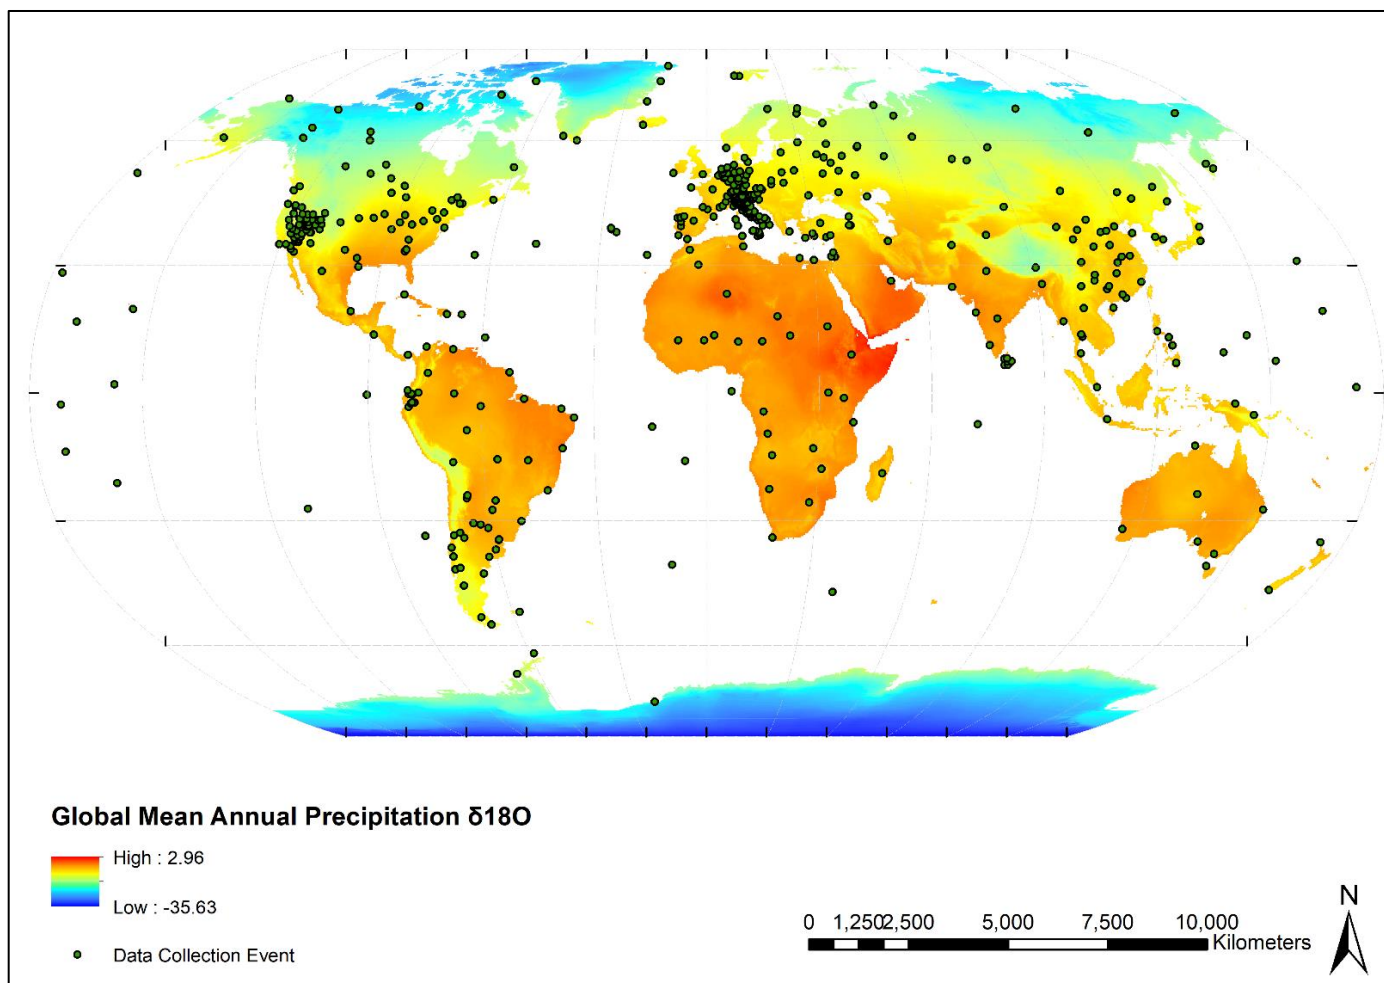 Global Mean Annual Precipitation δ18O
High : 2.96
Low : -35.63
Data Collection Event
0 1,250 2,500 5,000 7,500 10,000
Kilometers
N